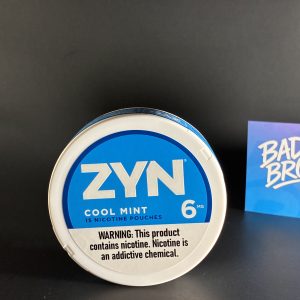 ZYN®
COOL MINT
15 NICOTINE POUCHES
6 MG
WARNING: This product
contains nicotine. Nicotine is
an addictive chemical.
BAD